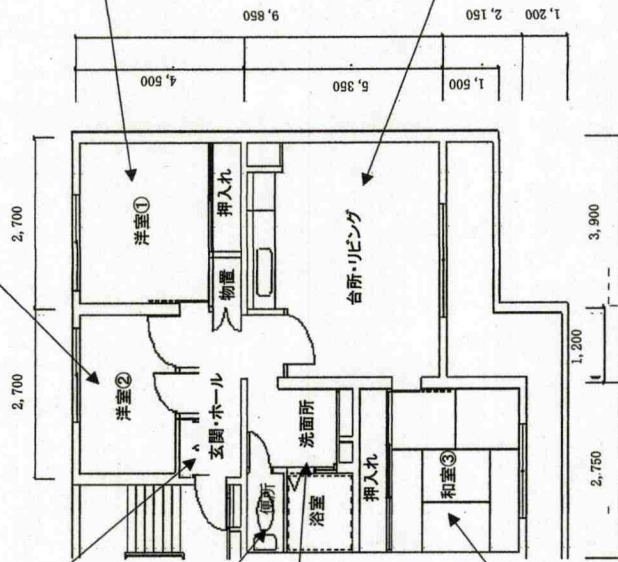 9,850
2,150
1,200
4,500
5,350
1,500
2,700
2,700
洋室①
押入れ
物置
台所・リビング
洋室②
玄関・ホール
洗面所
便所
浴室
押入れ
和室③
3,900
1,200
2,750